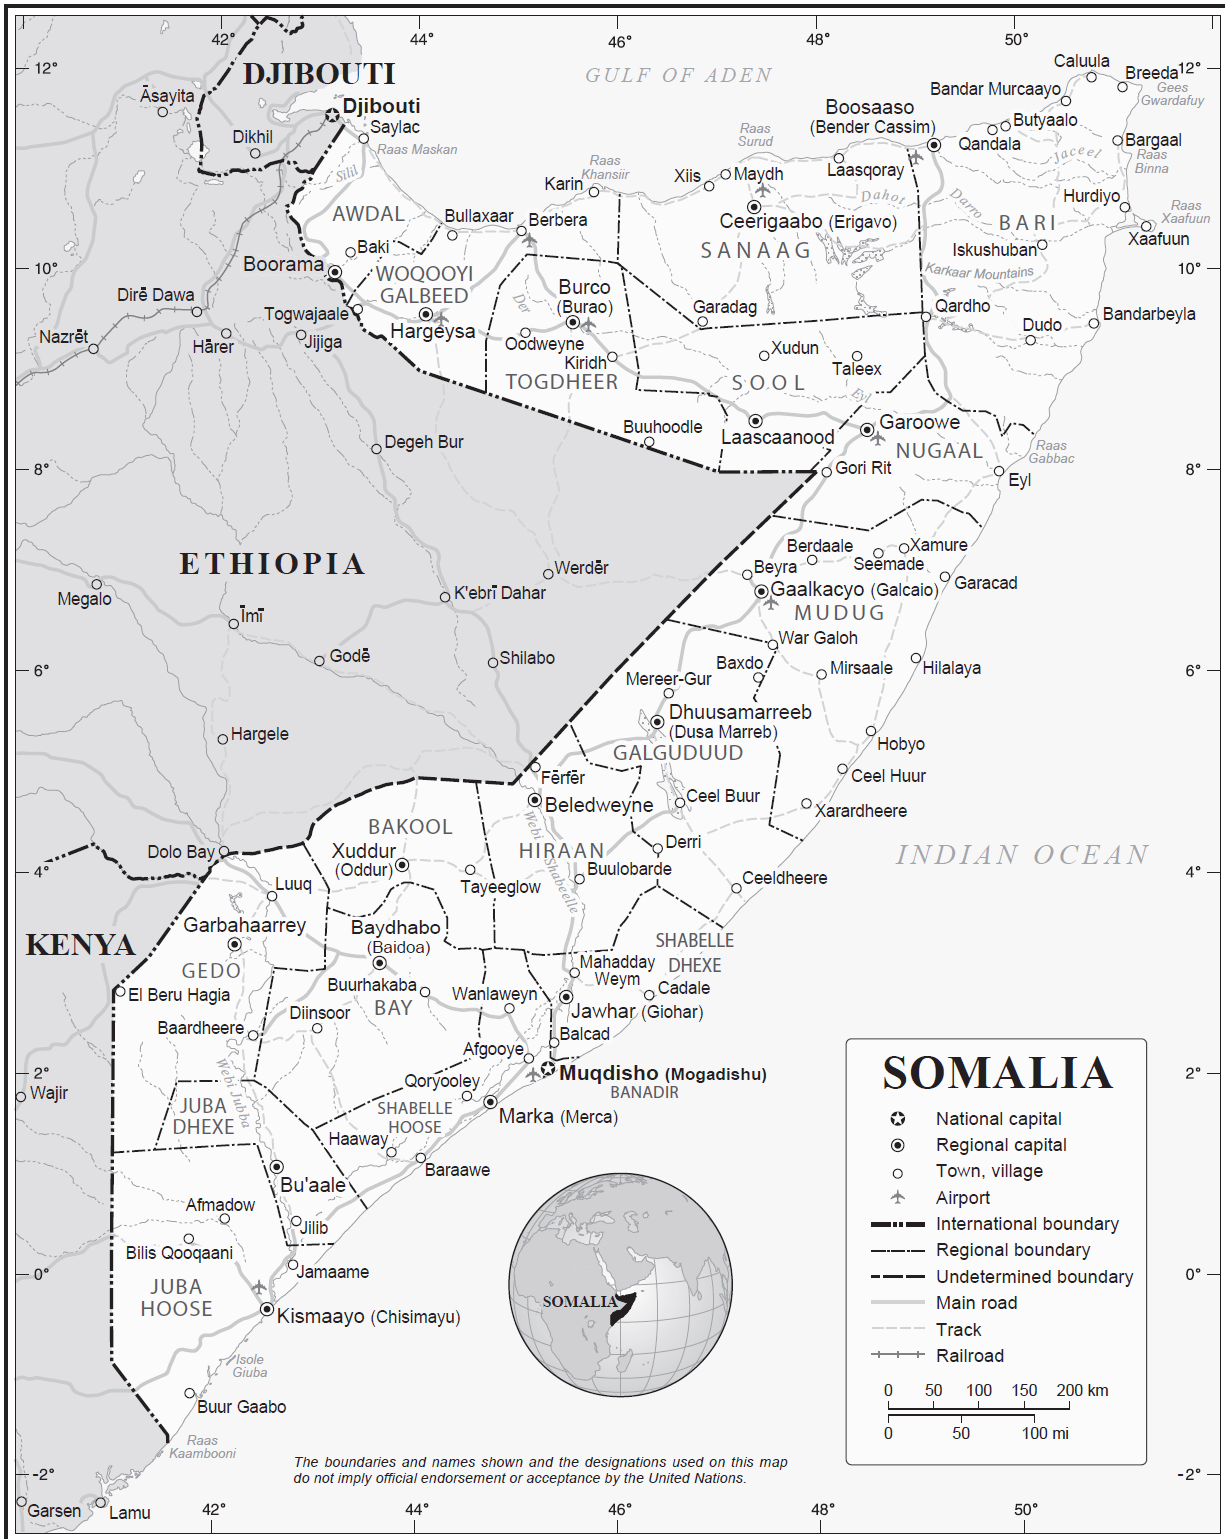 42°
44°
46°
48°
50°
12°
12°
DJIBOUTI
GULF OF ADEN
Caluula
Breeda
Gees
Gwardafuy
Āsayita
Djibouti
Bandar Murcaayo
Boosaaso
(Bender Cassim)
Butyaalo
Dikhil
Saylac
Raas Maskan
Raas
Surud
Qandala
Bargaal
Raas
Binna
Jaceel
Silil
Raas
Khansiir
Karin
Xiis
Maydh
Laasqoray
Dahot
Darro
Hurdiyo
Raas
Xaafuun
AWDAL
Bullaxaar
Berbera
Ceerigaabo (Erigavo)
BARI
Xaafuun
Baki
SANAAG
Iskushuban
Boorama
WOQOOYI
GALBEED
10°
10°
Karkaar Mountains
Dirē Dawa
Burco
(Burao)
Der
Togwajaale
Hargeysa
Garadag
Qardho
Bandarbeyla
Nazrēt
Hārer
Jijiga
Oodweyne
Dudo
Kiridh
Xudun
Taleex
TOGDHEER
SOOL
Eyl
Buuhoodle
Laascaanood
Garoowe
NUGAAL
Raas
Gabbac
Degeh Bur
8°
8°
Gori Rit
Eyl
ETHIOPIA
Berdaale
Xamure
Seemade
Werdēr
Beyra
Garacad
Megalo
K'ebrī Dahar
Gaalkacyo (Galcaio)
MUDUG
Īmī
War Galoh
Godē
Shilabo
Baxdo
Mirsaale
Hilalaya
6°
6°
Mereer-Gur
Hargele
Dhuusamarreeb
(Dusa Marreb)
GALGUDUUD
Hobyo
Fērfēr
Ceel Huur
Beledweyne
Ceel Buur
Xarardheere
BAKOOL
Webi Shabeelle
Xuddur
(Oddur)
HIRAAN
Derri
INDIAN OCEAN
Dolo Bay
4°
4°
Tayeeglow
Buulobarde
Luuq
Ceeldheere
Garbahaarrey
Baydhabo
(Baidoa)
KENYA
SHABELLE
DHEXE
GEDO
Mahadday
Weym
Buurhakaba
El Beru Hagia
BAY
Wanlaweyn
Cadale
Diinsoor
Jawhar (Giohar)
Baardheere
Balcad
Afgooye
2°
2°
Webi Jubba
Qoryooley
Muqdisho (Mogadishu)
BANADIR
Wajir
JUBA
DHEXE
SHABELLE
HOOSE
Marka (Merca)
Haaway
Baraawe
Bu'aale
Afmadow
Jilib
Bilis Qooqaani
Jamaame
0°
0°
JUBA
HOOSE
Kismaayo (Chisimayu)
Isole
Giuba
Buur Gaabo
Raas
Kaambooni
-2°
-2°
Garsen
Lamu
SOMALIA
SOMALIA
National capital
Regional capital
Town, village
Airport
International boundary
Regional boundary
Undetermined boundary
Main road
Track
Railroad
0 50 100 150 200 km
0 50 100 mi
The boundaries and names shown and the designations used on this map
do not imply official endorsement or acceptance by the United Nations.
42°
44°
46°
48°
50°